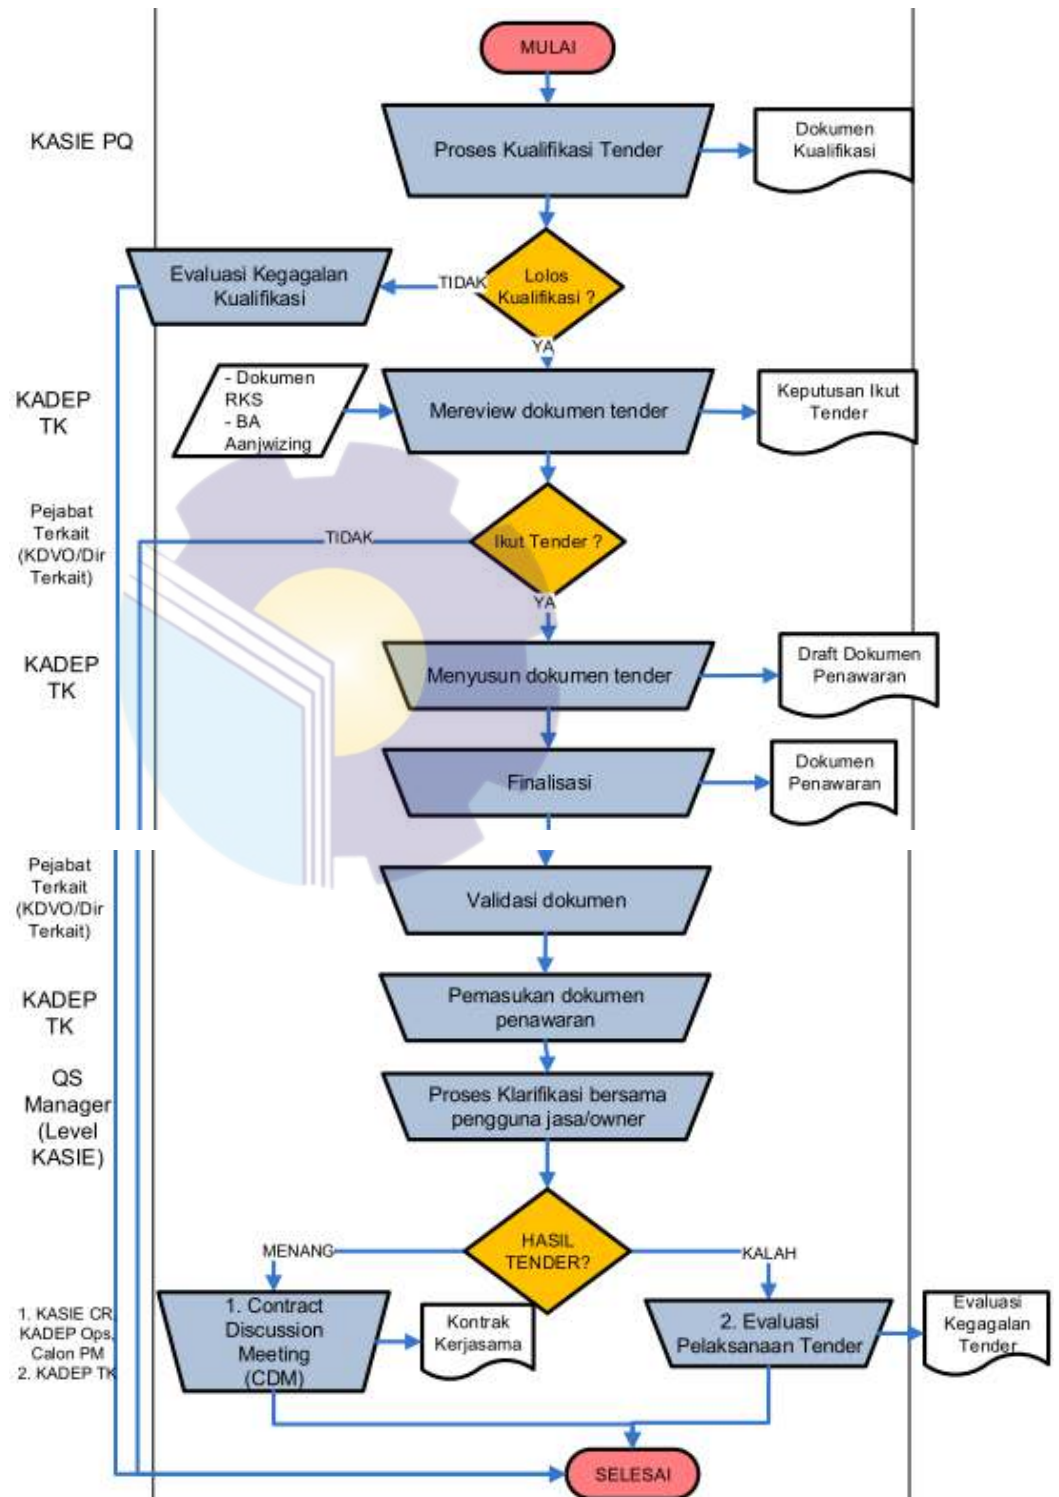 MULAI
KASIE PQ
Proses Kualifikasi Tender
Dokumen
Kualifikasi
Evaluasi Kegagalan
Kualifikasi
TIDAK
Lolos
Kualifikasi ?
YA
KADEP
TK
- Dokumen
RKS
- BA
Aanjwizing
Mereview dokumen tender
Keputusan Ikut
Tender
Pejabat
Terkait
(KDVO/Dir
Terkait)
TIDAK
Ikut Tender ?
YA
KADEP
TK
Menyusun dokumen tender
Draft Dokumen
Penawaran
Finalisasi
Dokumen
Penawaran
Pejabat
Terkait
(KDVO/Dir
Terkait)
Validasi dokumen
KADEP
TK
Pemasukan dokumen
penawaran
QS
Manager
(Level
KASIE)
Proses Klarifikasi bersama
pengguna jasa/owner
HASIL
TENDER?
MENANG
KALAH
1. KASIE CR,
KADEP Ops,
Calon PM
2. KADEP TK
1. Contract
Discussion
Meeting
(CDM)
Kontrak
Kerjasama
2. Evaluasi
Pelaksanaan Tender
Evaluasi
Kegagalan
Tender
SELESAI